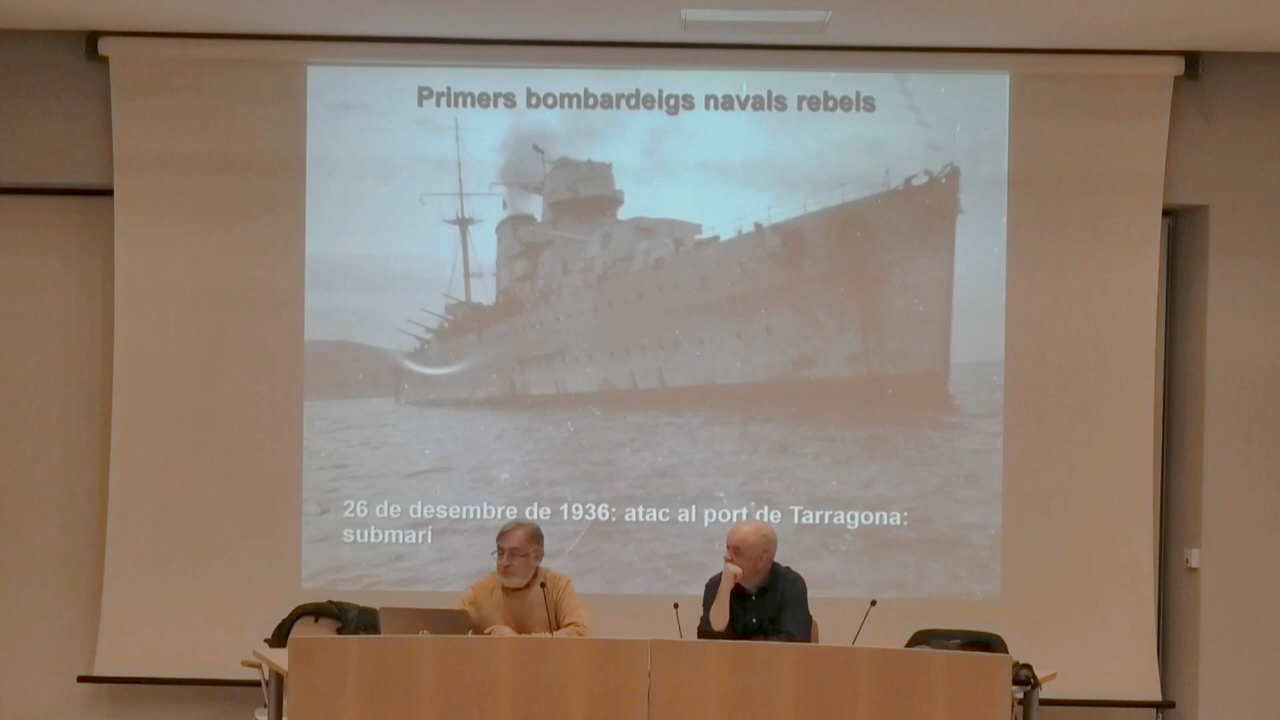 Primers bombardeigs navals rebels
26 de desembre de 1936: atac al port de Tarragona:
submarí